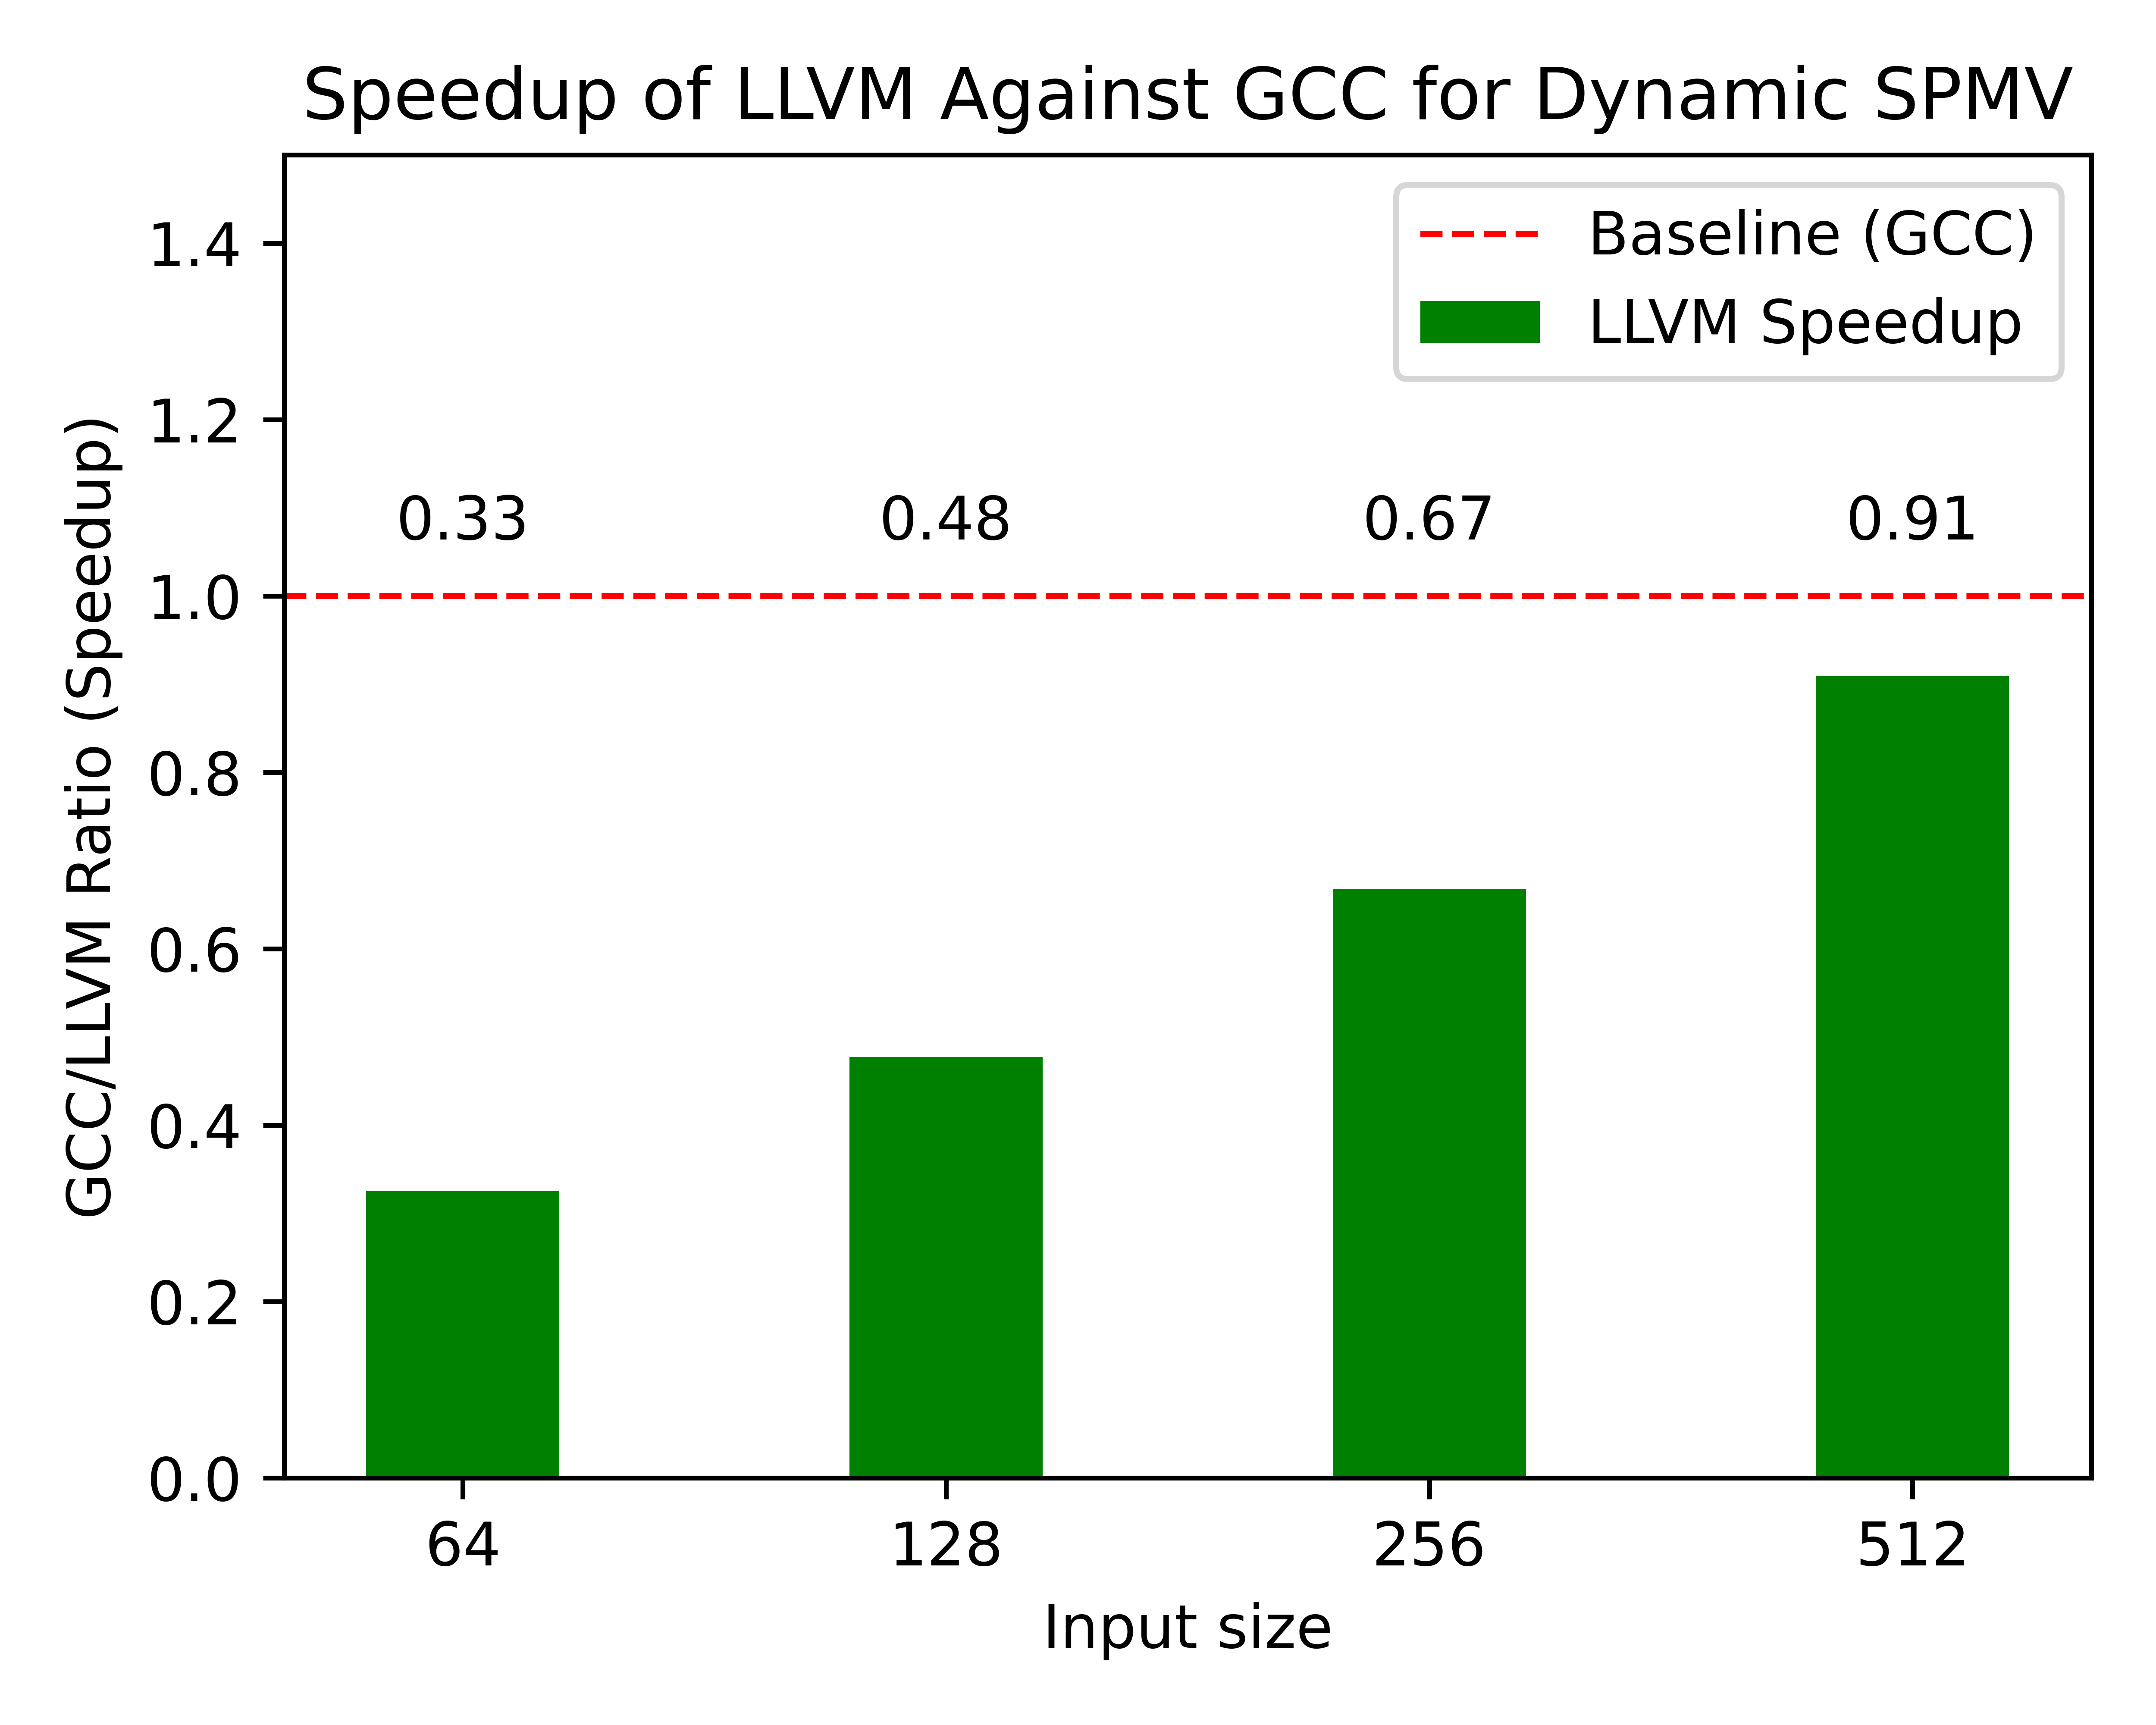 Speedup of LLVM Against GCC for Dynamic SPMV
Baseline (GCC)
LLVM Speedup
GCC/LLVM Ratio (Speedup)
1.4
1.2
1.0
0.8
0.6
0.4
0.2
0.0
0.33 0.48 0.67 0.91
64 128 256 512
Input size